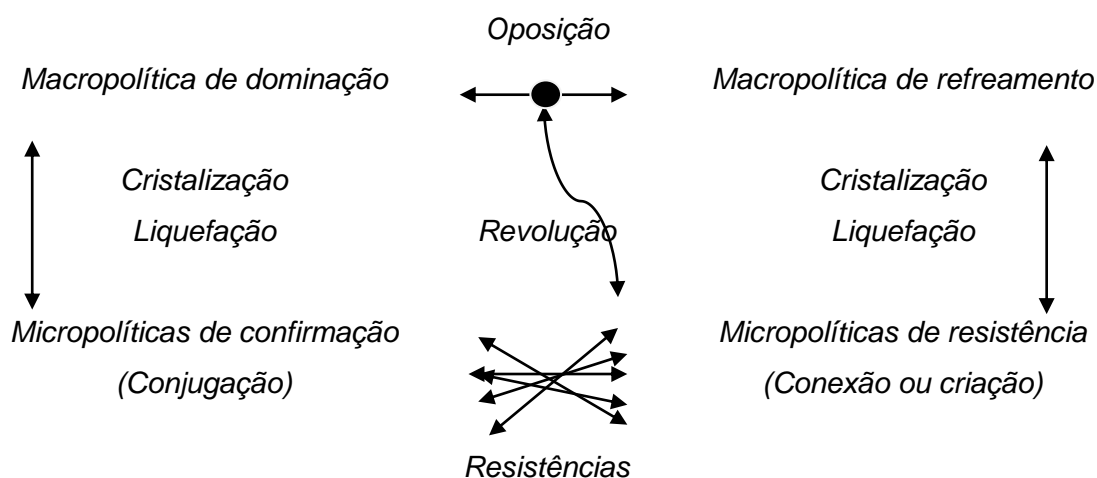 Oposição
Macropolítica de dominação
Macropolítica de refreamento
Cristalização
Liquefação
Revolução
Cristalização
Liquefação
Micropolíticas de confirmação
(Conjugação)
Micropolíticas de resistência
(Conexão ou criação)
Resistências